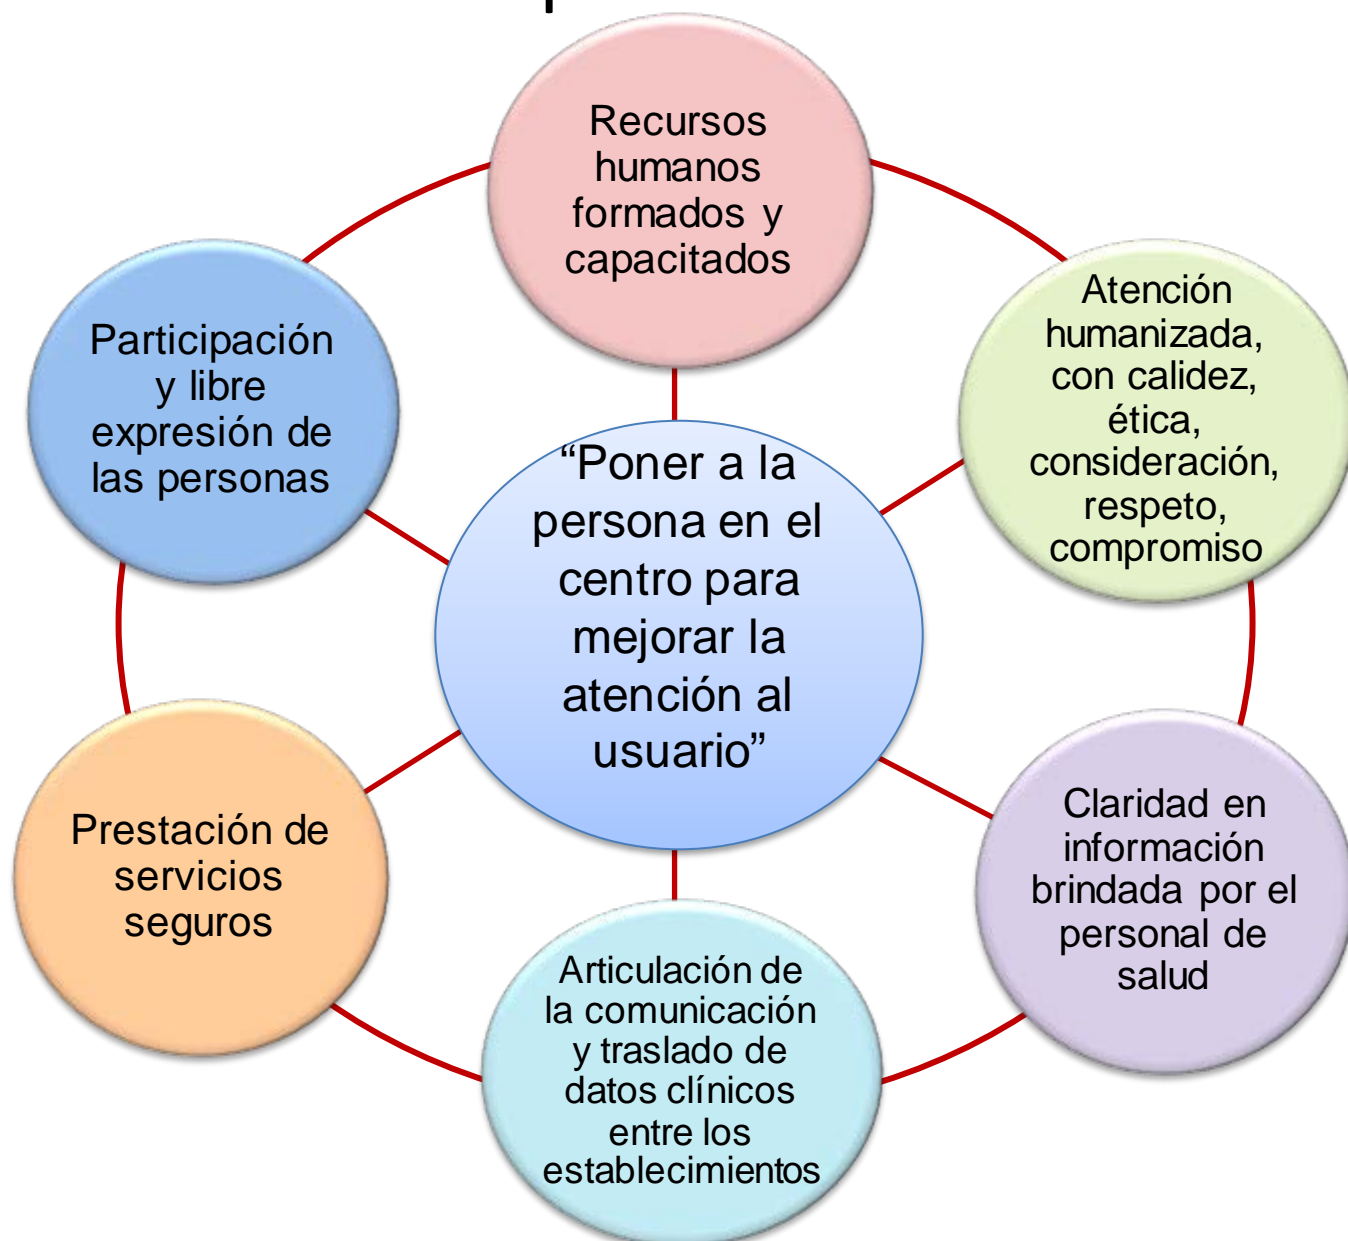 Recursos
humanos
formados y
capacitados
Atención
humanizada,
con calidez,
ética,
consideración,
respeto,
compromiso
Claridad en
información
brindada por el
personal de
salud
Articulación de
la comunicación
y traslado de
datos clínicos
entre los
establecimientos
Prestación de
servicios
seguros
Participación
y libre
expresión de
las personas
“Poner a la
persona en el
centro para
mejorar la
atención al
usuario”